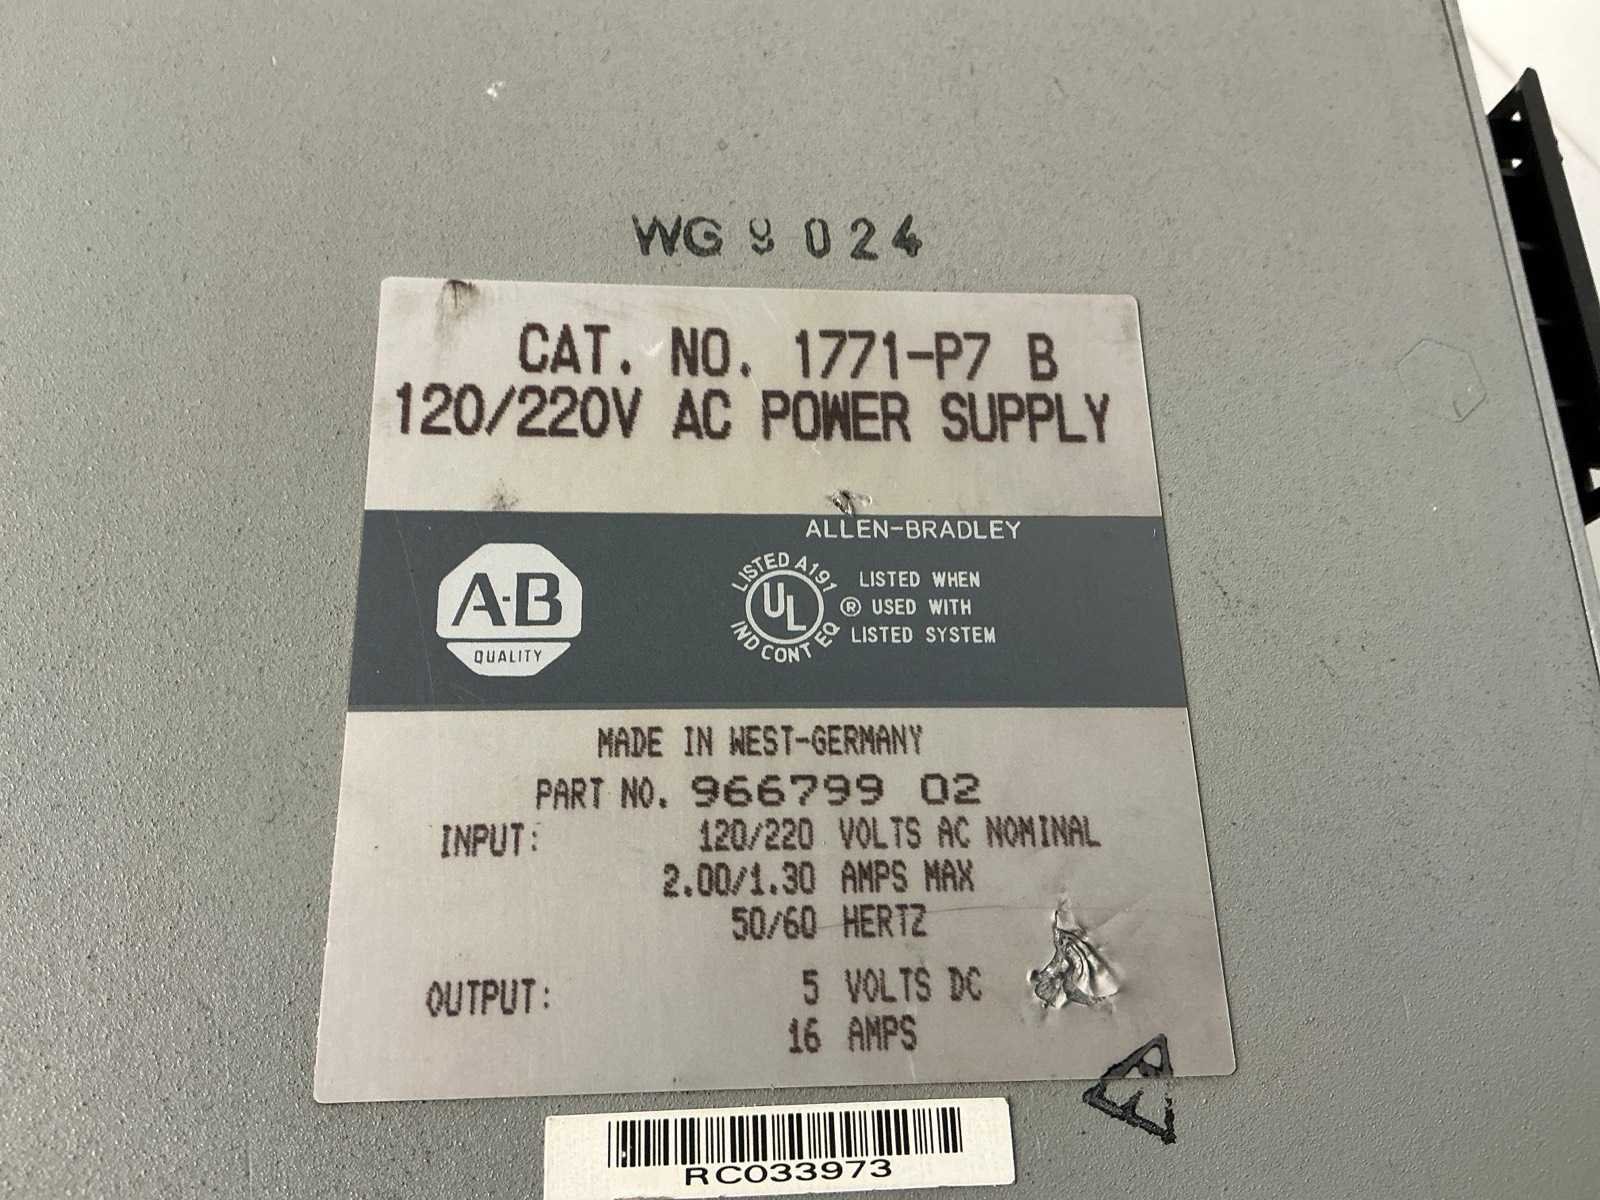 WG 9024
CAT. NO. 1771-P7 B
120/220V AC POWER SUPPLY
ALLEN-BRADLEY
A-B
QUALITY
LISTED A191
UL
IND CONT EQ
®
LISTED WHEN
USED WITH
LISTED SYSTEM
MADE IN WEST-GERMANY
PART NO. 966799 02
INPUT: 120/220 VOLTS AC NOMINAL
2.00/1.30 AMPS MAX
50/60 HERTZ
OUTPUT: 5 VOLTS DC
16 AMPS
RC033973